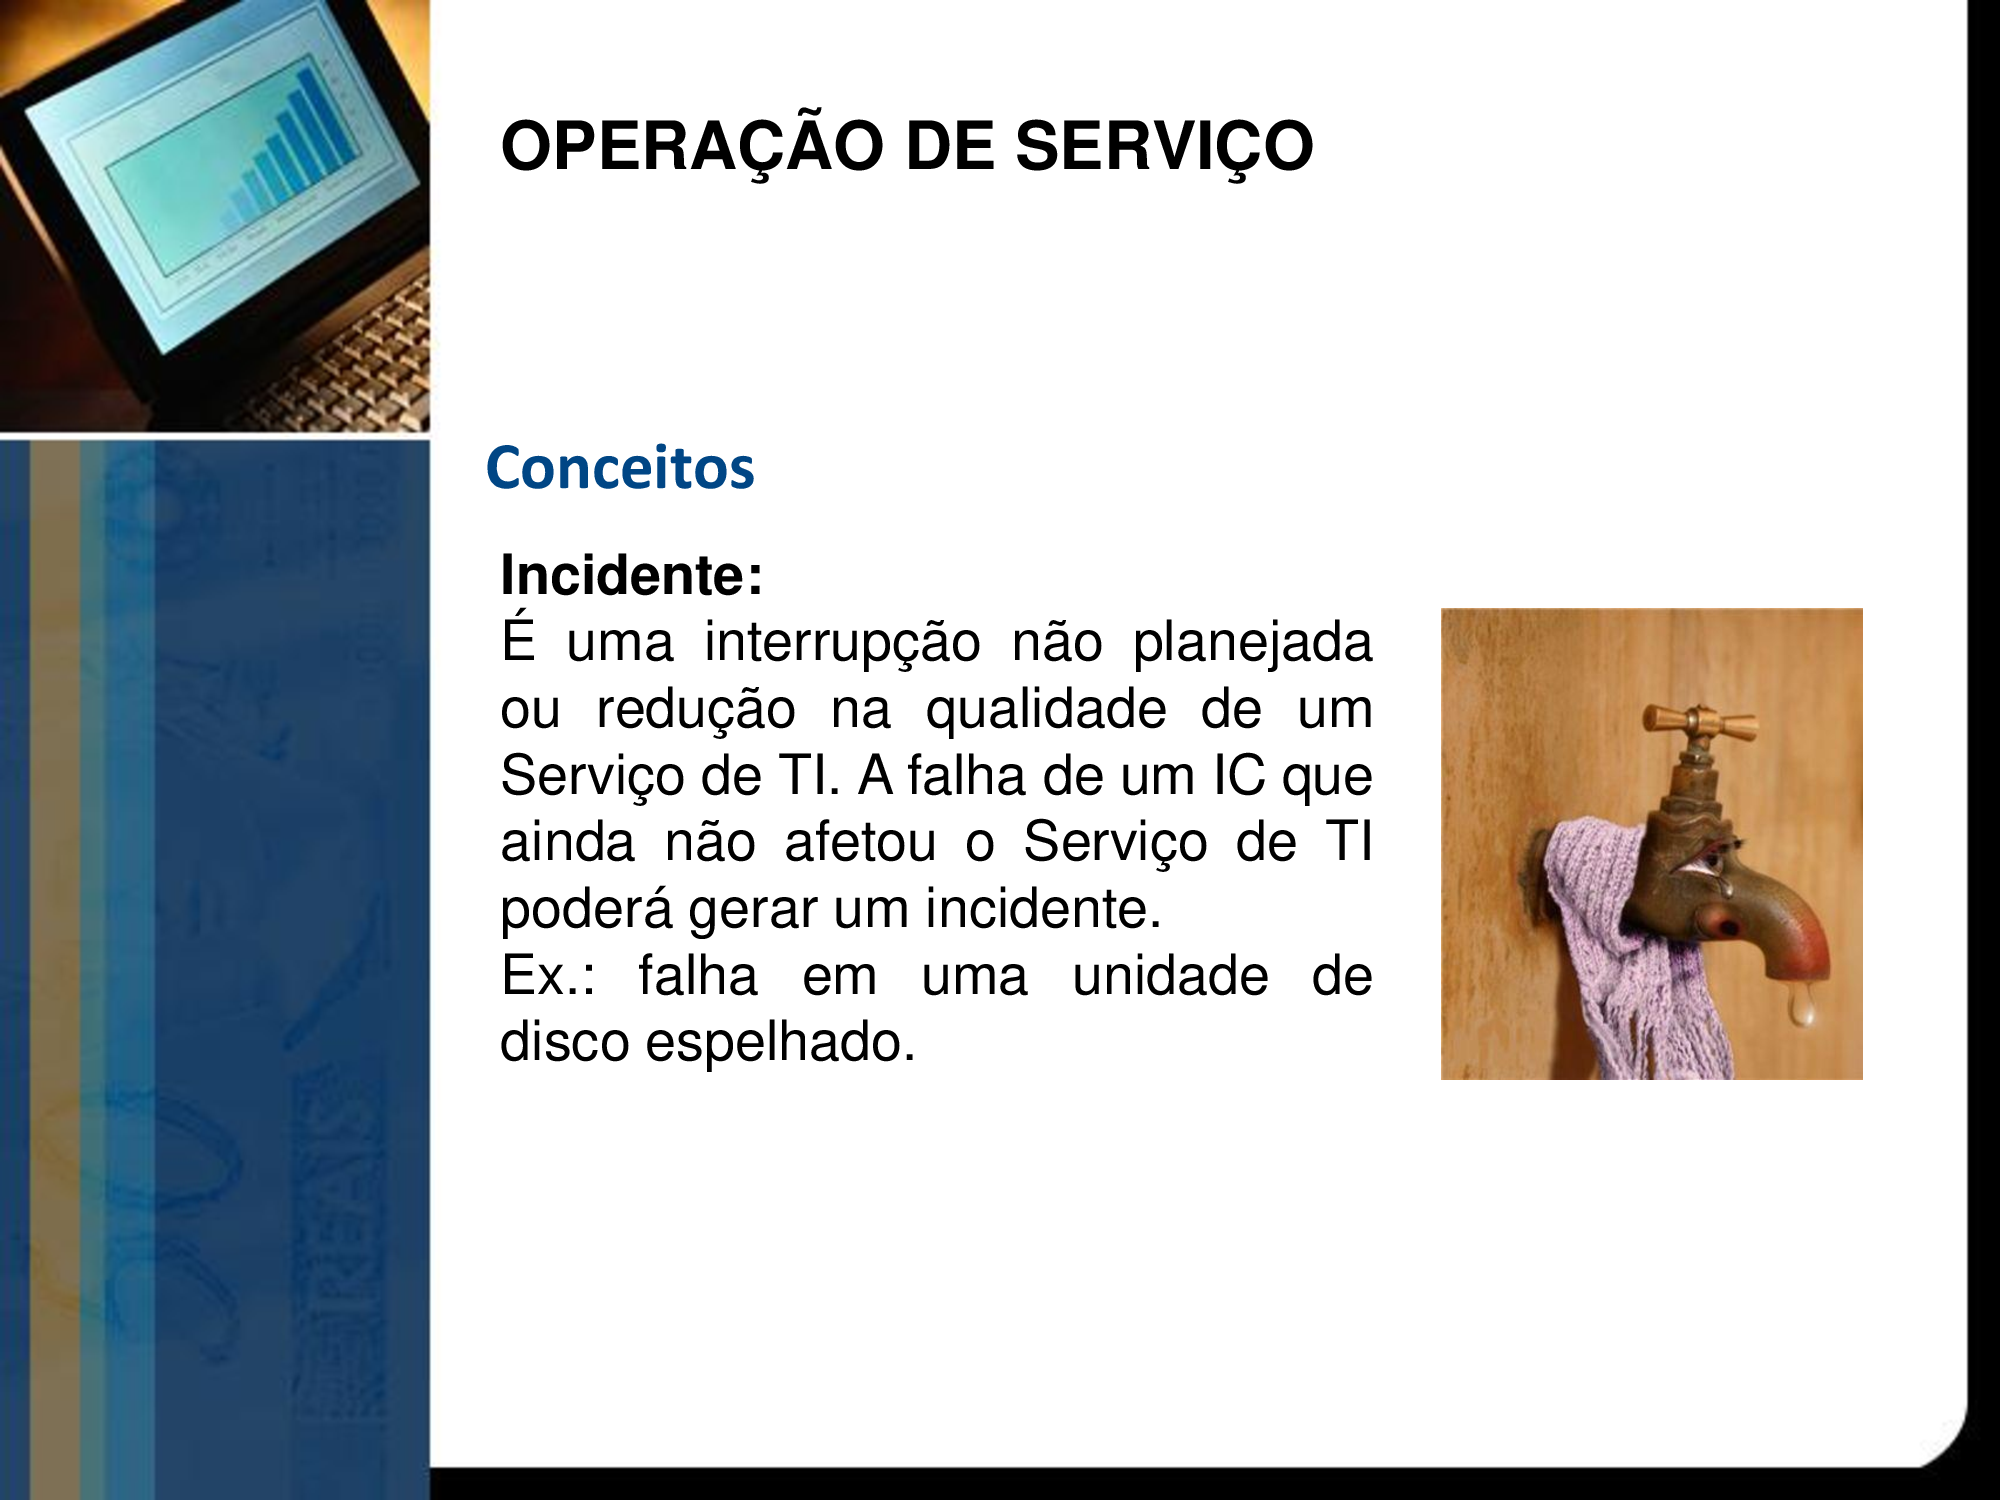 OPERAÇÃO DE SERVIÇO
Conceitos
Incidente:
É uma interrupção não planejada
ou redução na qualidade de um
Serviço de TI. A falha de um IC que
ainda não afetou o Serviço de TI
poderá gerar um incidente.
Ex.: falha em uma unidade de
disco espelhado.
REAIS